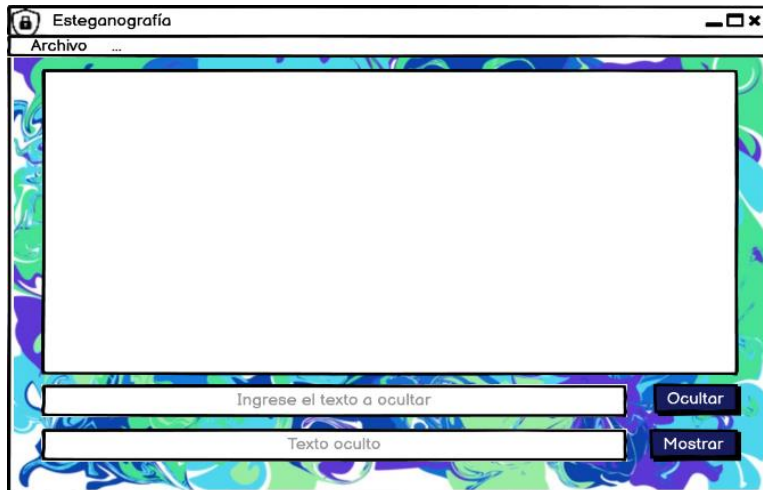 Esteganografía
Archivo ...
Ingrese el texto a ocultar Ocultar
Texto oculto Mostrar